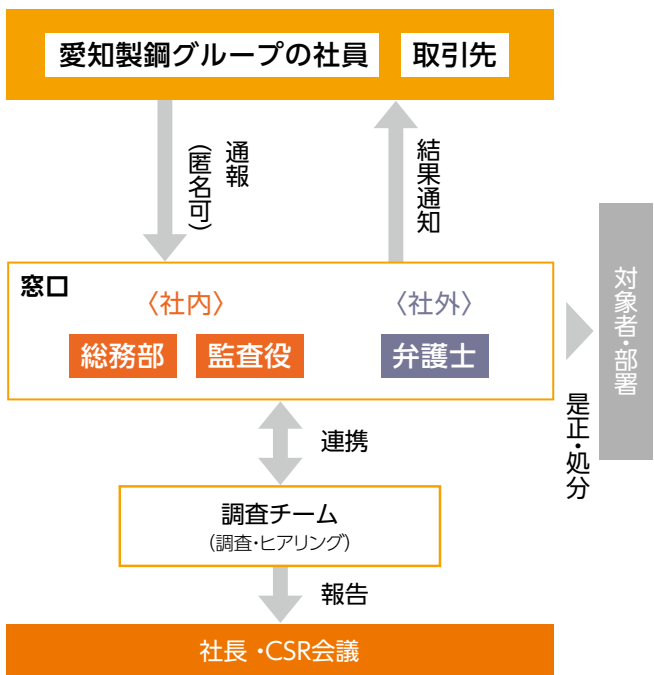 愛知製鋼グループの社員
取引先
通報
（匿名可）
結果通知
窓口
〈社内〉
〈社外〉
総務部
監査役
弁護士
対象者・部署
是正・処分
連携
調査チーム
(調査・ヒアリング)
報告
社長・CSR会議